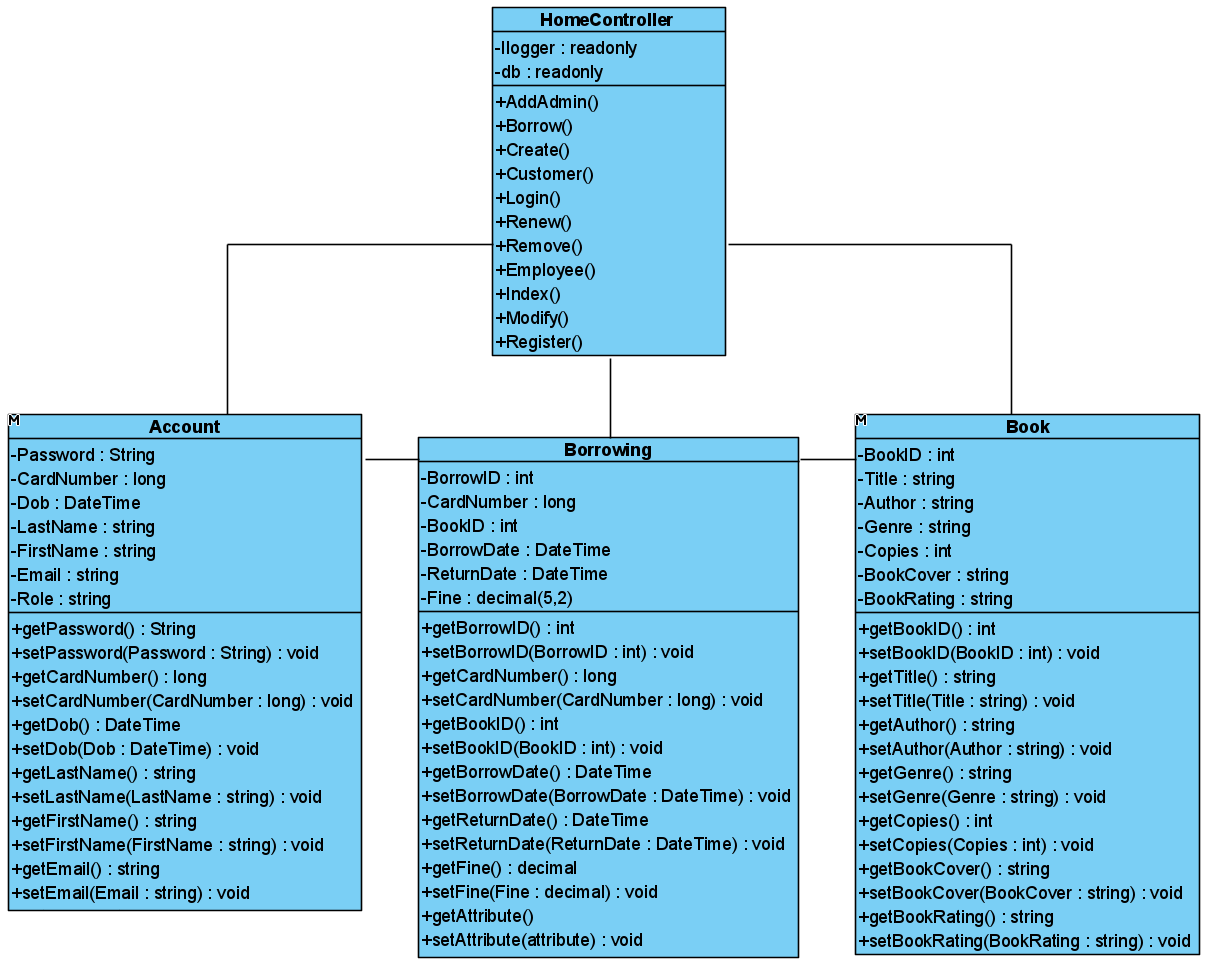 HomeController
-Ilogger : readonly
-db : readonly
+AddAdmin()
+Borrow()
+Create()
+Customer()
+Login()
+Renew()
+Remove()
+Employee()
+Index()
+Modify()
+Register()
M
Account
-Password : String
-CardNumber : long
-Dob : DateTime
-LastName : string
-FirstName : string
-Email : string
-Role : string
+getPassword() : String
+setPassword(Password : String) : void
+getCardNumber() : long
+setCardNumber(CardNumber : long) : void
+getDob() : DateTime
+setDob(Dob : DateTime) : void
+getLastName() : string
+setLastName(LastName : string) : void
+getFirstName() : string
+setFirstName(FirstName : string) : void
+getEmail() : string
+setEmail(Email : string) : void
Borrowing
-BorrowID : int
-CardNumber : long
-BookID : int
-BorrowDate : DateTime
-ReturnDate : DateTime
-Fine : decimal(5,2)
+getBorrowID() : int
+setBorrowID(BorrowID : int) : void
+getCardNumber() : long
+setCardNumber(CardNumber : long) : void
+getBookID() : int
+setBookID(BookID : int) : void
+getBorrowDate() : DateTime
+setBorrowDate(BorrowDate : DateTime) : void
+getReturnDate() : DateTime
+setReturnDate(ReturnDate : DateTime) : void
+getFine() : decimal
+setFine(Fine : decimal) : void
+getAttribute()
+setAttribute(attribute) : void
M
Book
-BookID : int
-Title : string
-Author : string
-Genre : string
-Copies : int
-BookCover : string
-BookRating : string
+getBookID() : int
+setBookID(BookID : int) : void
+getTitle() : string
+setTitle(Title : string) : void
+getAuthor() : string
+setAuthor(Author : string) : void
+getGenre() : string
+setGenre(Genre : string) : void
+getCopies() : int
+setCopies(Copies : int) : void
+getBookCover() : string
+setBookCover(BookCover : string) : void
+getBookRating() : string
+setBookRating(BookRating : string) : void